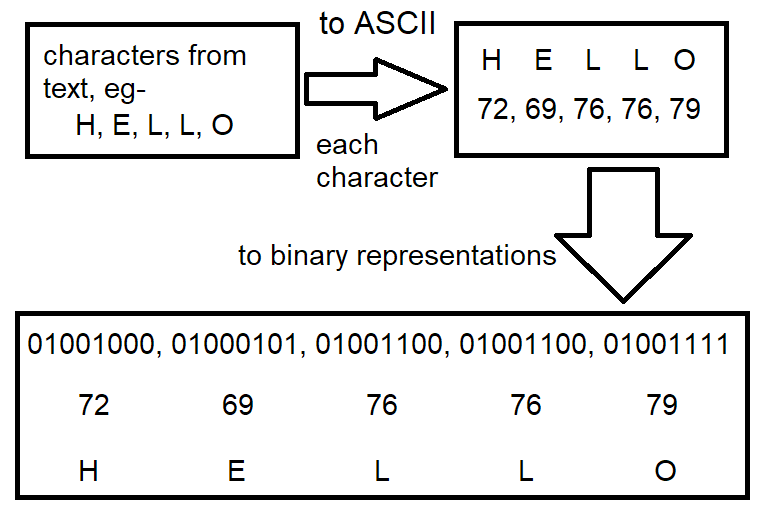 characters from
text, eg-
H, E, L, L, O
to ASCII
each
character
H E L L O
72, 69, 76, 76, 79
to binary representations
01001000, 01000101, 01001100, 01001100, 01001111
72 69 76 76 79
H E L L O